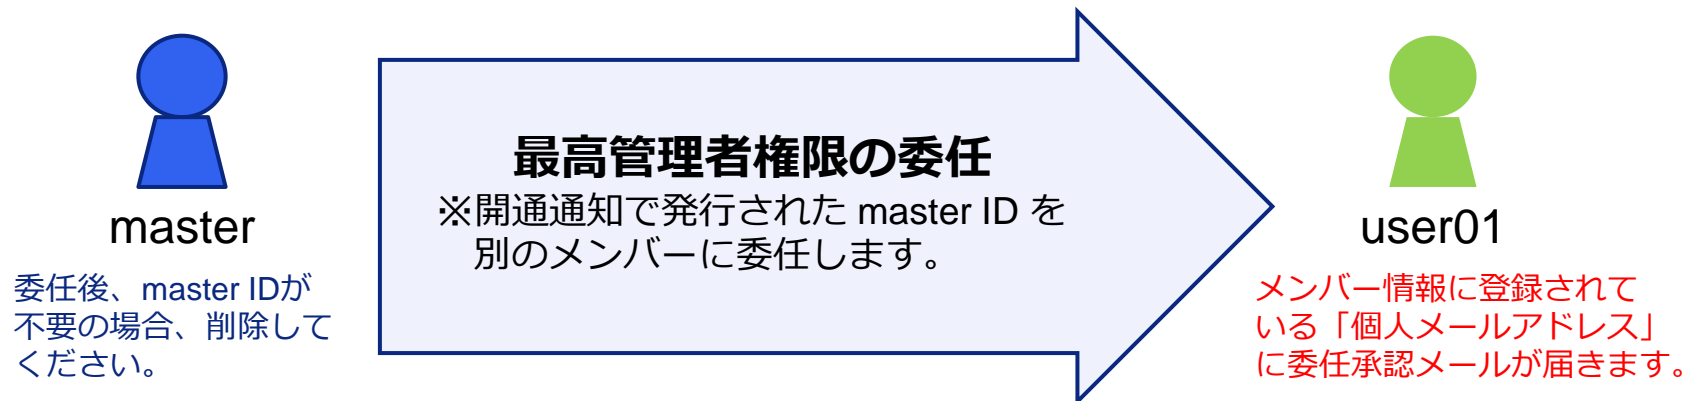 master
委任後、master IDが
不要の場合、削除して
ください。
最高管理者権限の委任
※開通通知で発行された master ID を
別のメンバーに委任します。
user01
メンバー情報に登録されて
いる「個人メールアドレス」
に委任承認メールが届きます。